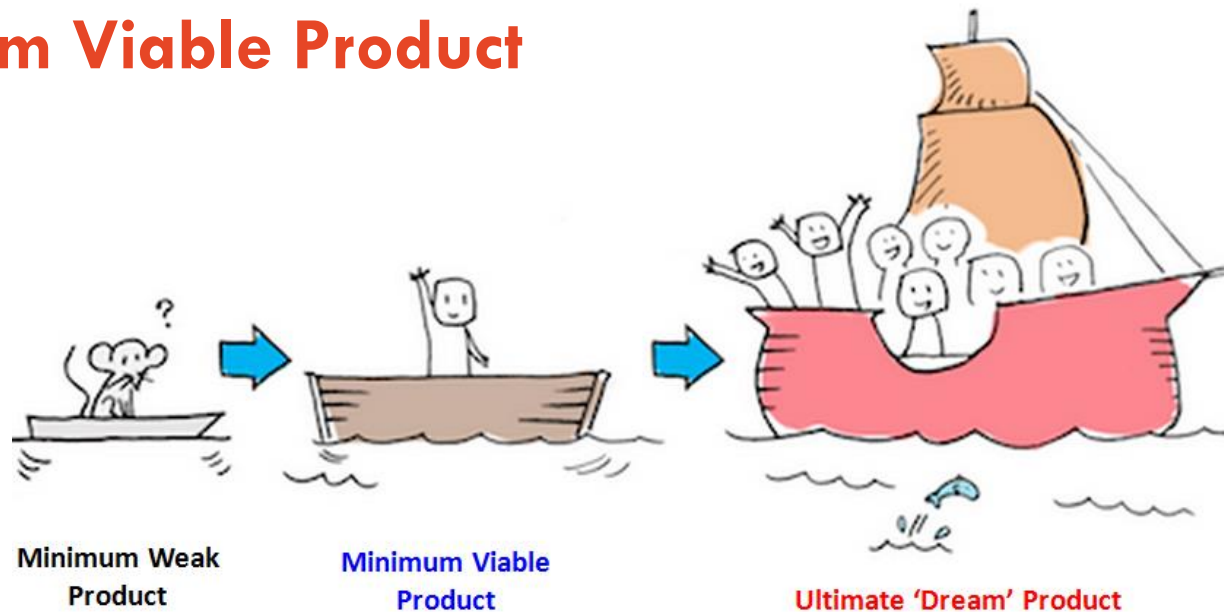 m Viable Product
?
Minimum Weak
Product
Minimum Viable
Product
Ultimate ‘Dream’ Product